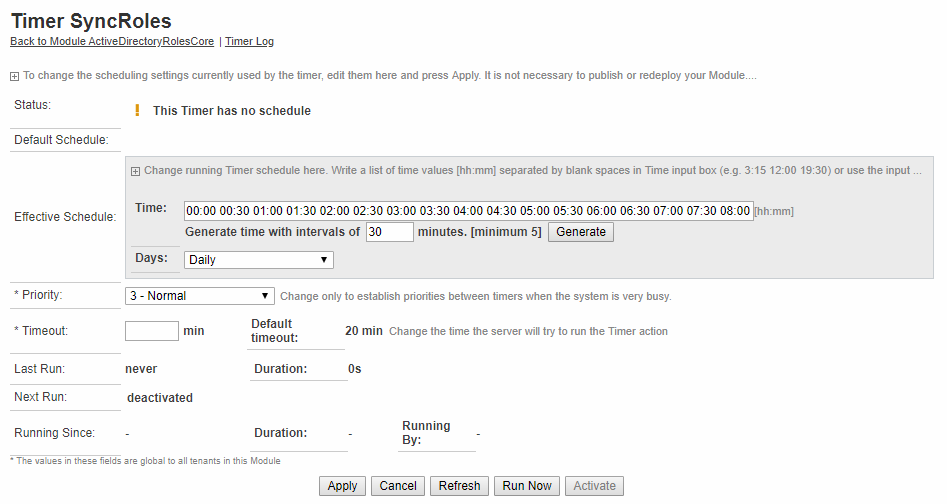 Timer SyncRoles
Back to Module ActiveDirectoryRolesCore | Timer Log
To change the scheduling settings currently used by the timer, edit them here and press Apply. It is not necessary to publish or redeploy your Module....
Status: ! This Timer has no schedule
Default Schedule:
Change running Timer schedule here. Write a list of time values [hh:mm] separated by blank spaces in Time input box (e.g. 3:15 12:00 19:30) or use the input ...
Effective Schedule:
Time: 00:00 00:30 01:00 01:30 02:00 02:30 03:00 03:30 04:00 04:30 05:00 05:30 06:00 06:30 07:00 07:30 08:00 [hh:mm]
Generate time with intervals of 30 minutes. [minimum 5] Generate
Days: Daily
* Priority: 3 - Normal Change only to establish priorities between timers when the system is very busy.
* Timeout: min Default timeout: 20 min Change the time the server will try to run the Timer action
Last Run: never Duration: 0s
Next Run: deactivated
Running Since: - Duration: - Running By: -
* The values in these fields are global to all tenants in this Module
Apply Cancel Refresh Run Now Activate